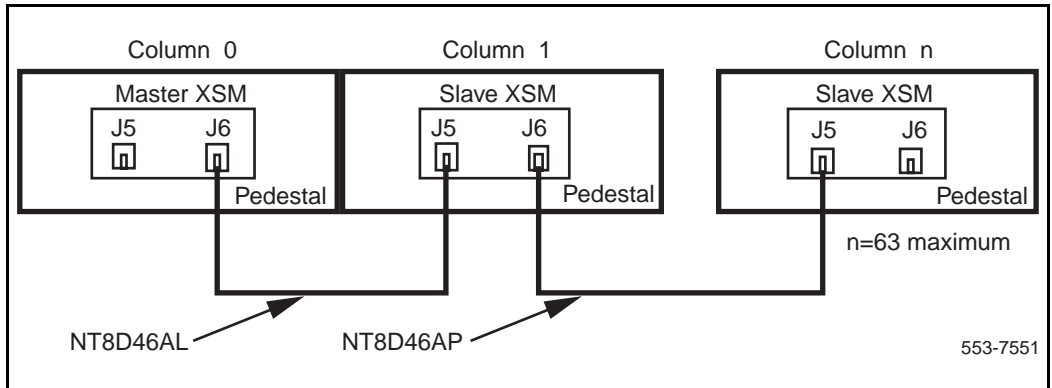 Column 0
Column 1
Column n
Master XSM
Slave XSM
Slave XSM
J5
J6
J5
J6
J5
J6
Pedestal
Pedestal
Pedestal
n=63 maximum
NT8D46AL
NT8D46AP
553-7551